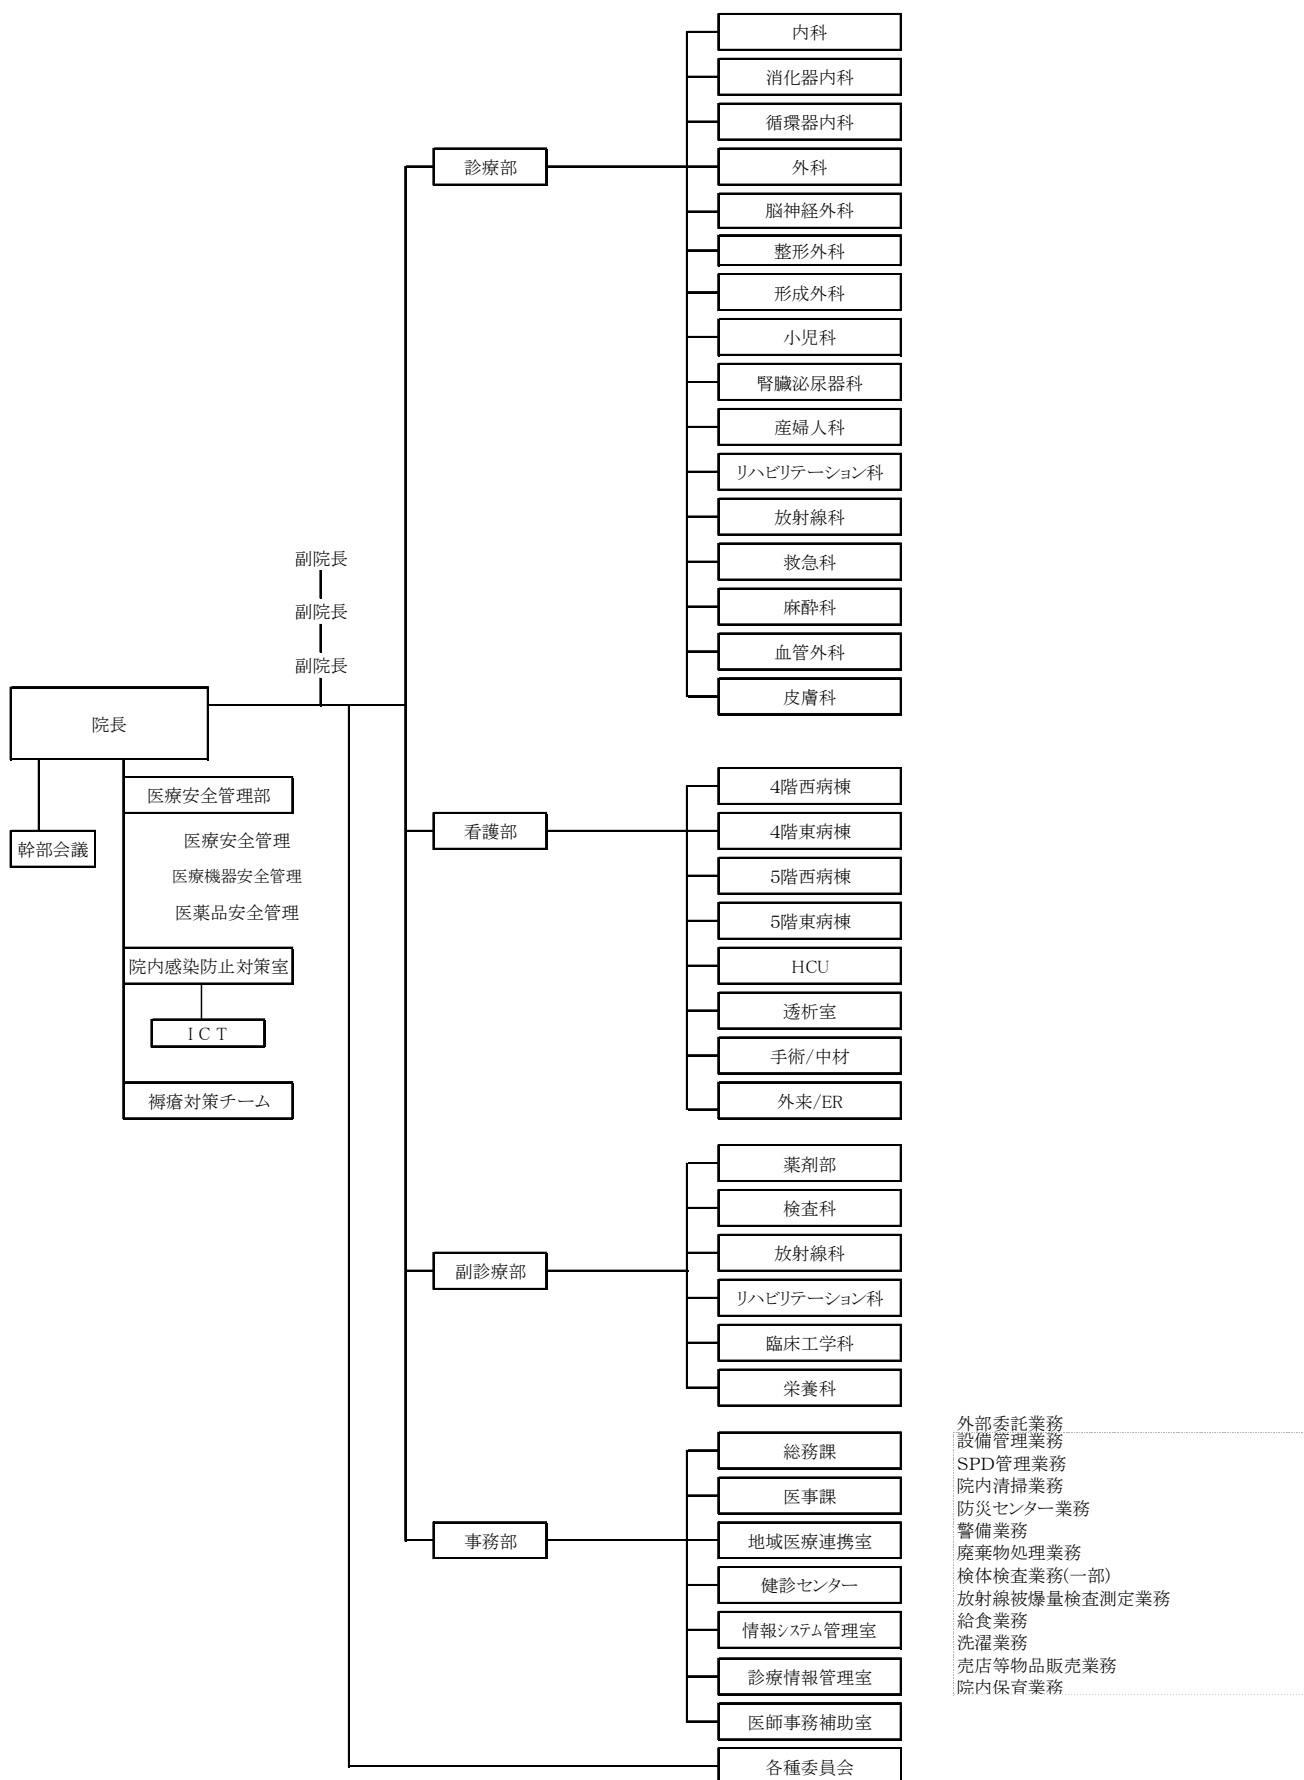 内科
消化器内科
循環器内科
診療部
外科
脳神経外科
整形外科
形成外科
小児科
腎臓泌尿器科
産婦人科
リハビリテーション科
放射線科
救急科
麻酔科
血管外科
皮膚科
副院長
副院長
副院長
院長
幹部会議
医療安全管理部
医療安全管理
医療機器安全管理
医薬品安全管理
院内感染防止対策室
ICT
褥瘡対策チーム
看護部
4階西病棟
4階東病棟
5階西病棟
5階東病棟
HCU
透析室
手術/中材
外来/ER
副診療部
薬剤部
検査科
放射線科
リハビリテーション科
臨床工学科
栄養科
事務部
総務課
医事課
地域医療連携室
健診センター
情報システム管理室
診療情報管理室
医師事務補助室
各種委員会
外部委託業務
設備管理業務
SPD管理業務
院内清掃業務
防災センター業務
警備業務
廃棄物処理業務
検体検査業務(一部)
放射線被爆量検査測定業務
給食業務
洗濯業務
売店等物品販売業務
院内保育業務